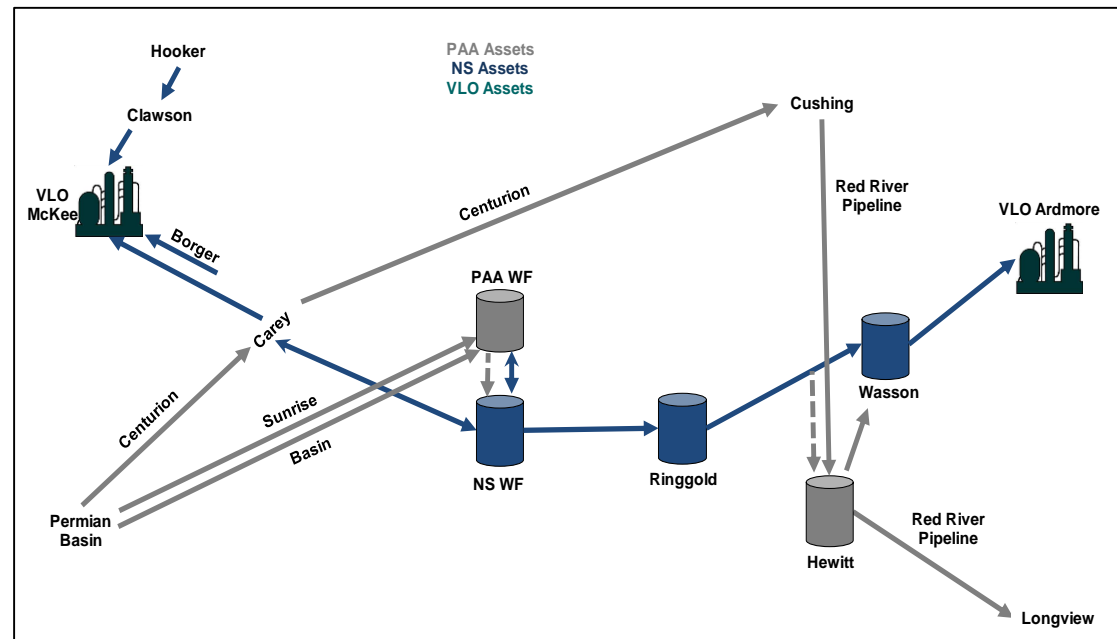 Hooker
PAA Assets
NS Assets
VLO Assets
Clawson
Cushing
VLO
McKee
Centurion
Red River
Pipeline
VLO Ardmore
Borger
PAA WF
Carey
Wasson
Centurion
Sunrise
Basin
NS WF
Ringgold
Permian
Basin
Red River
Pipeline
Hewitt
Longview